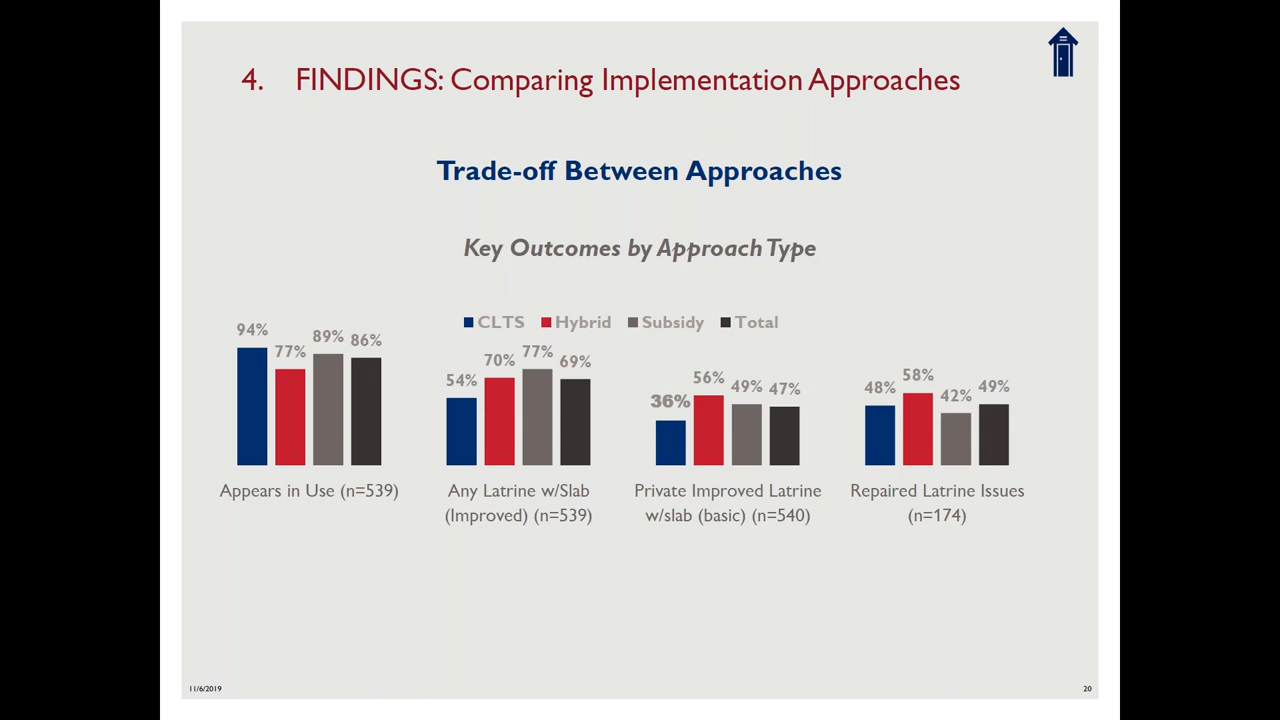 4. FINDINGS: Comparing Implementation Approaches
Trade-off Between Approaches
Key Outcomes by Approach Type
CLTS Hybrid Subsidy Total
94% 77% 89% 86%
54% 70% 77% 69%
36% 56% 49% 47%
48% 58% 42% 49%
Appears in Use (n=539)
Any Latrine w/Slab
(Improved) (n=539)
Private Improved Latrine
w/slab (basic) (n=540)
Repaired Latrine Issues
(n=174)
11/6/2019
20